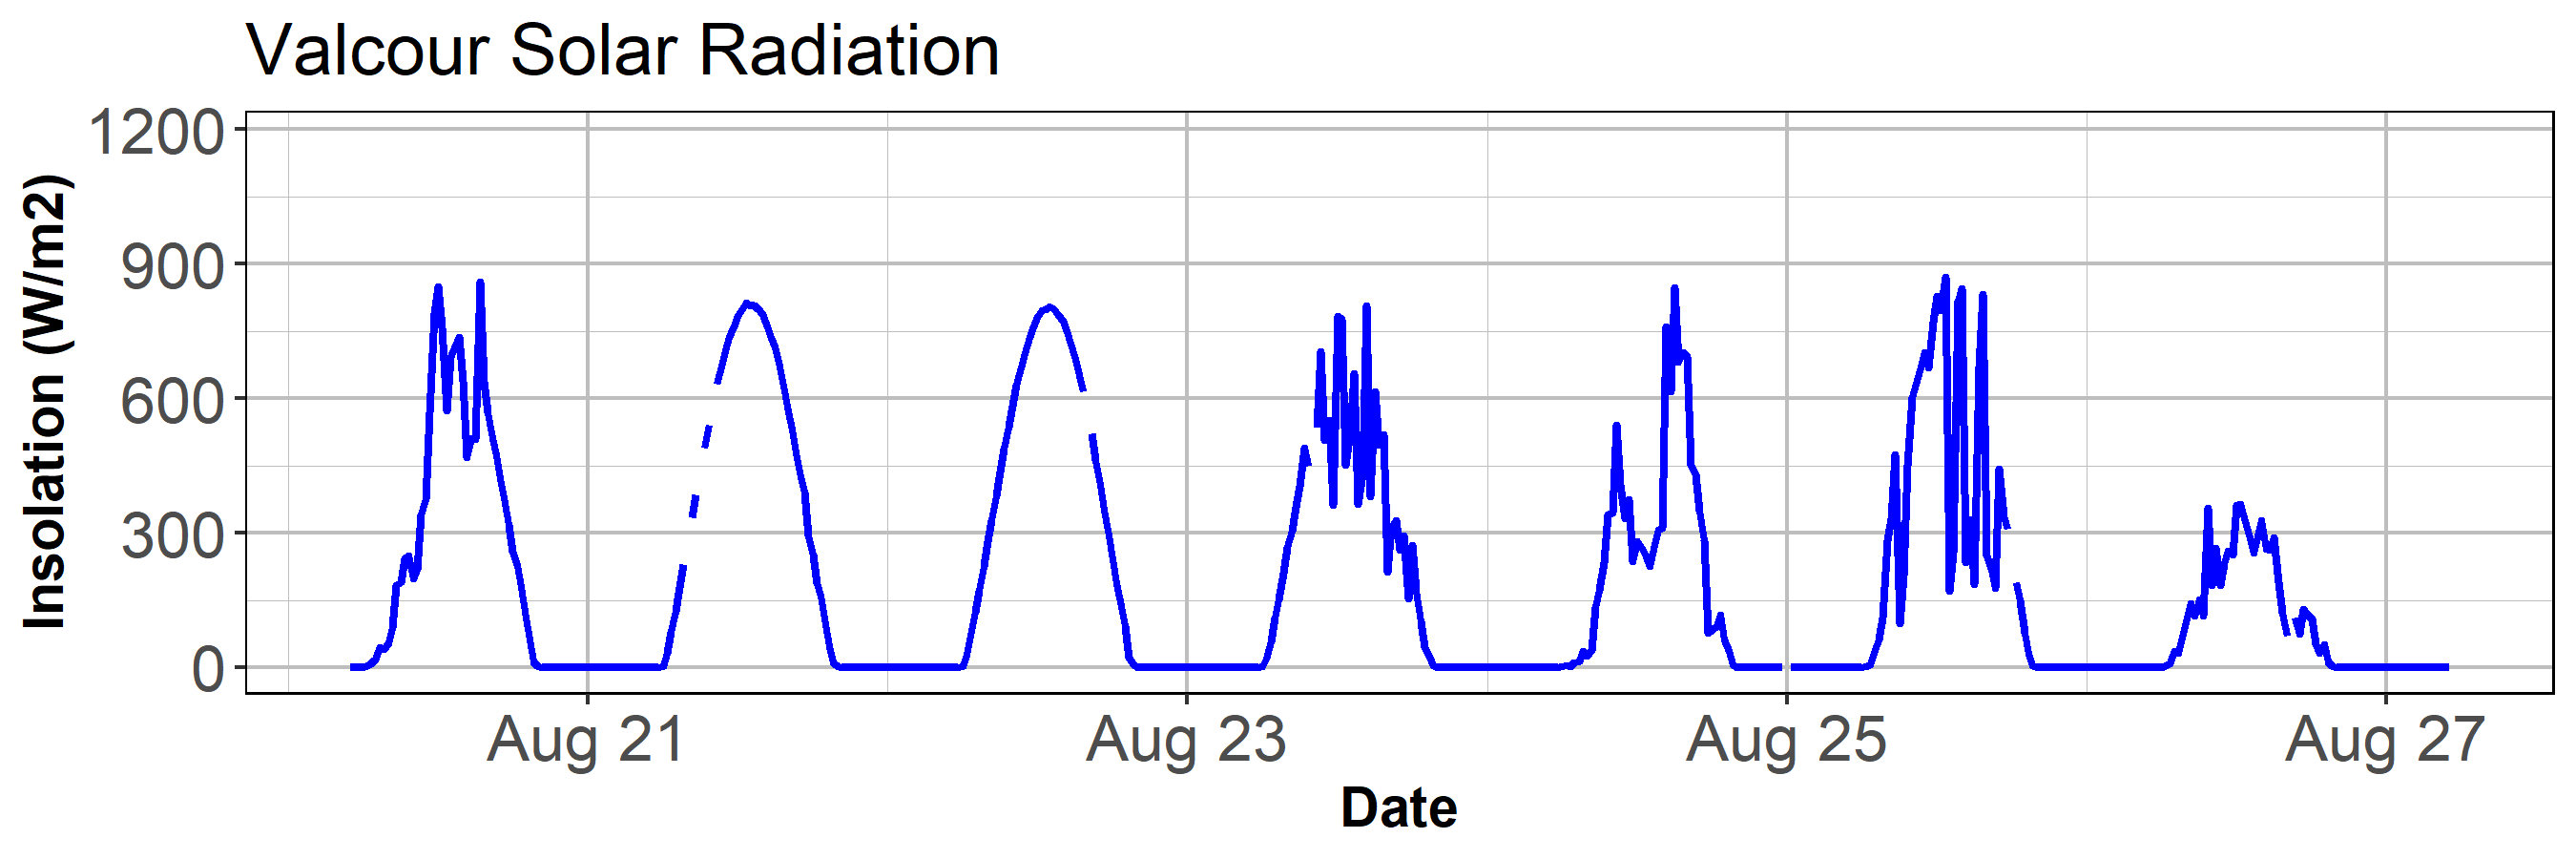 Valcour Solar Radiation
1200
900
600
300
0
Insolation (W/m2)
Aug 21 Aug 23 Aug 25 Aug 27
Date